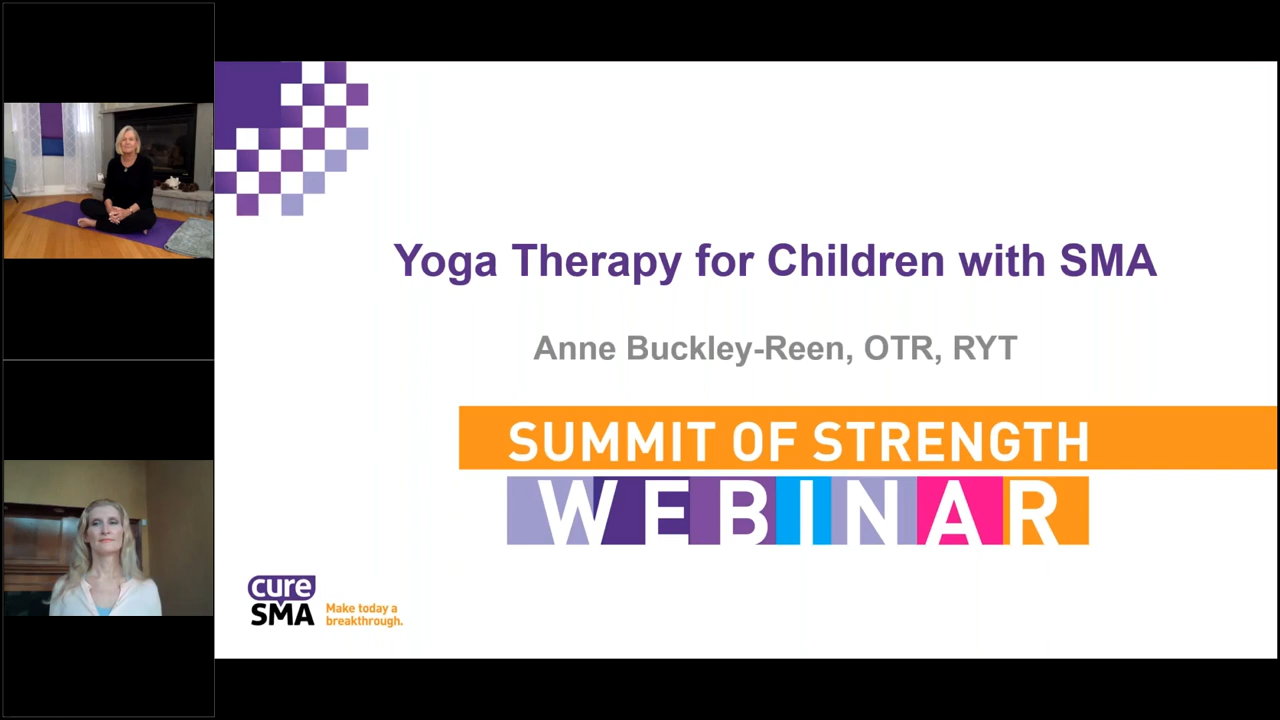 Yoga Therapy for Children with SMA
Anne Buckley-Reen, OTR, RYT
SUMMIT OF STRENGTH
WEBINAR
cure
SMA
Make today a
breakthrough.